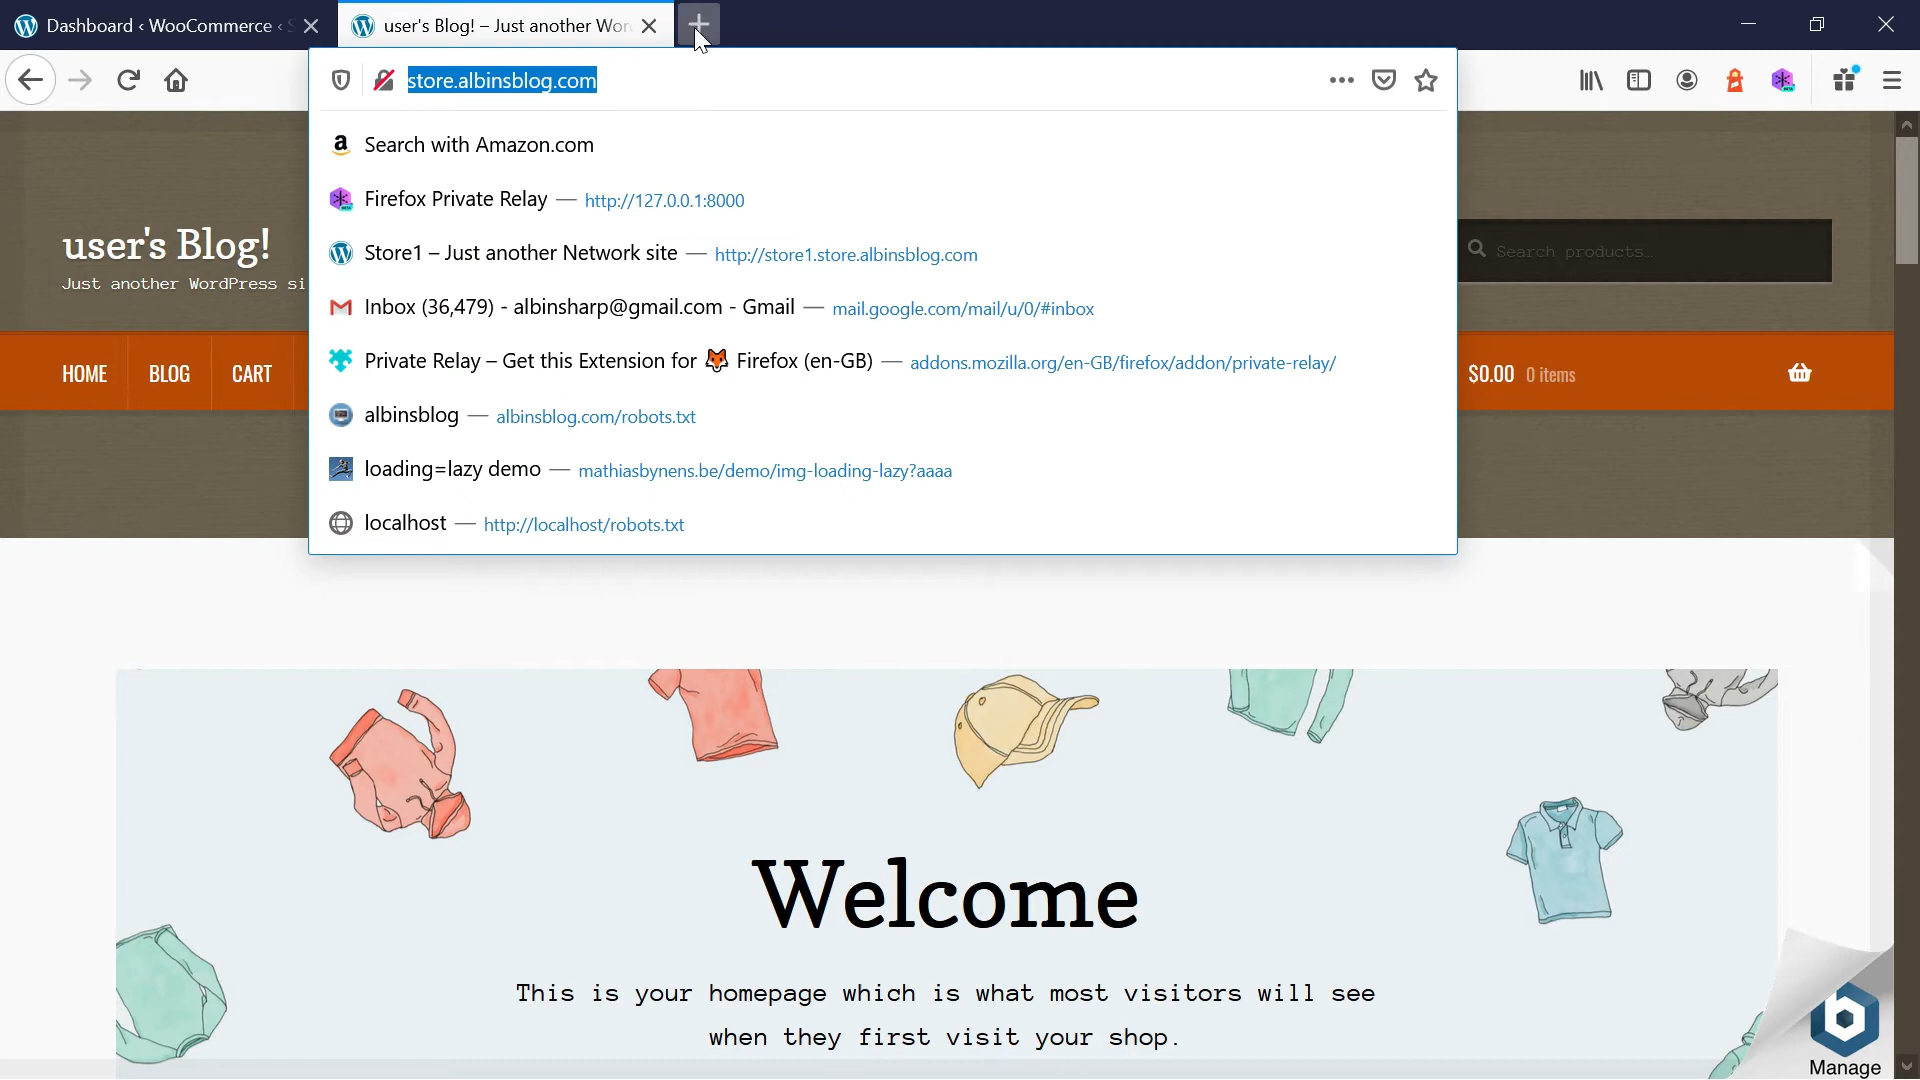 Dashboard ‹ WooCommerce ‹
user's Blog! – Just another Wor
store.albinsblog.com
Search with Amazon.com
Firefox Private Relay — http://127.0.0.1:8000
Store1 – Just another Network site — http://store1.store.albinsblog.com
Inbox (36,479) - albinsharp@gmail.com - Gmail — mail.google.com/mail/u/0/#inbox
Private Relay – Get this Extension for 🦊 Firefox (en-GB) — addons.mozilla.org/en-GB/firefox/addon/private-relay/
albinsblog — albinsblog.com/robots.txt
loading=lazy demo — mathiasbynens.be/demo/img-loading-lazy?aaaa
localhost — http://localhost/robots.txt
user's Blog!
Just another WordPress si
Search products…
HOME BLOG CART
$0.00 0 items
Welcome
This is your homepage which is what most visitors will see
when they first visit your shop.
Manage